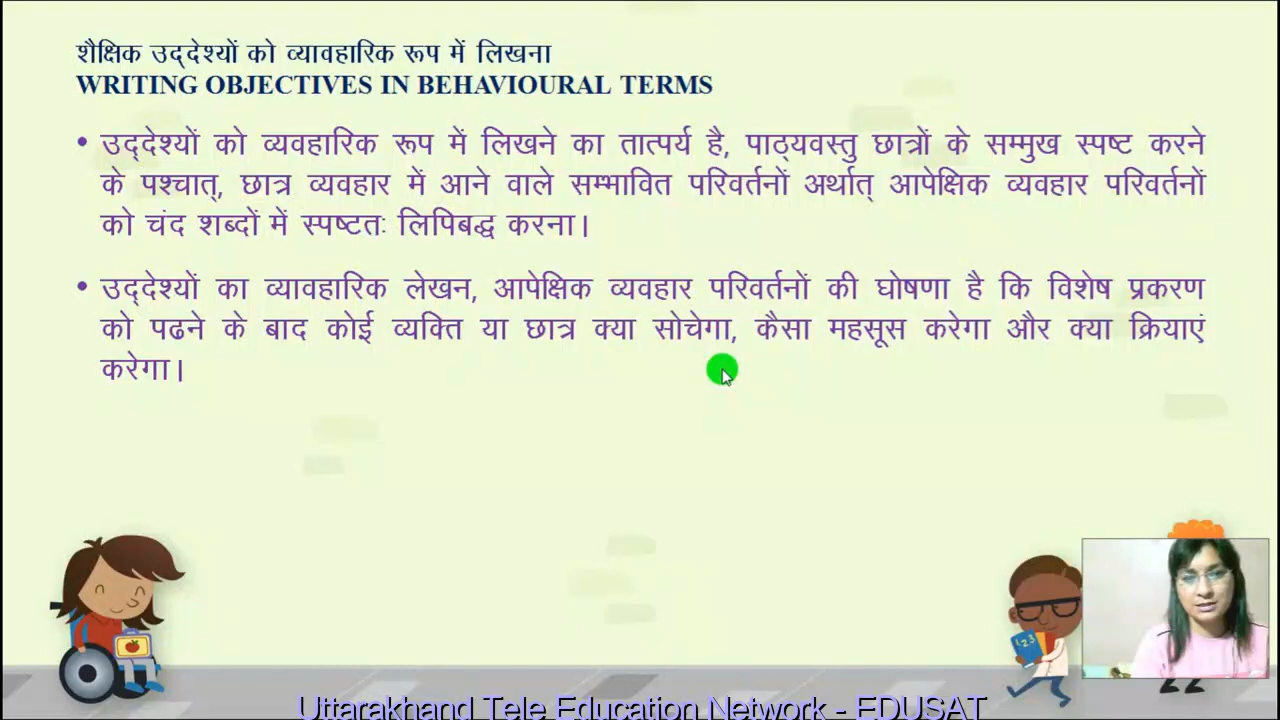 शैक्षिक उद्देश्यों को व्यावहारिक रूप में लिखना
WRITING OBJECTIVES IN BEHAVIOURAL TERMS
• उद्देश्यों को व्यवहारिक रूप में लिखने का तात्पर्य है, पाठ्यवस्तु छात्रों के सम्मुख स्पष्ट करने
के पश्चात्, छात्र व्यवहार में आने वाले सम्भावित परिवर्तनों अर्थात् आपेक्षिक व्यवहार परिवर्तनों
को चंद शब्दों में स्पष्टतः लिपिबद्ध करना।
• उद्देश्यों का व्यावहारिक लेखन, आपेक्षिक व्यवहार परिवर्तनों की घोषणा है कि विशेष प्रकरण
को पढने के बाद कोई व्यक्ति या छात्र क्या सोचेगा, कैसा महसूस करेगा और क्या क्रियाएं
करेगा।
123
Uttarakhand Tele Education Network - EDUSAT